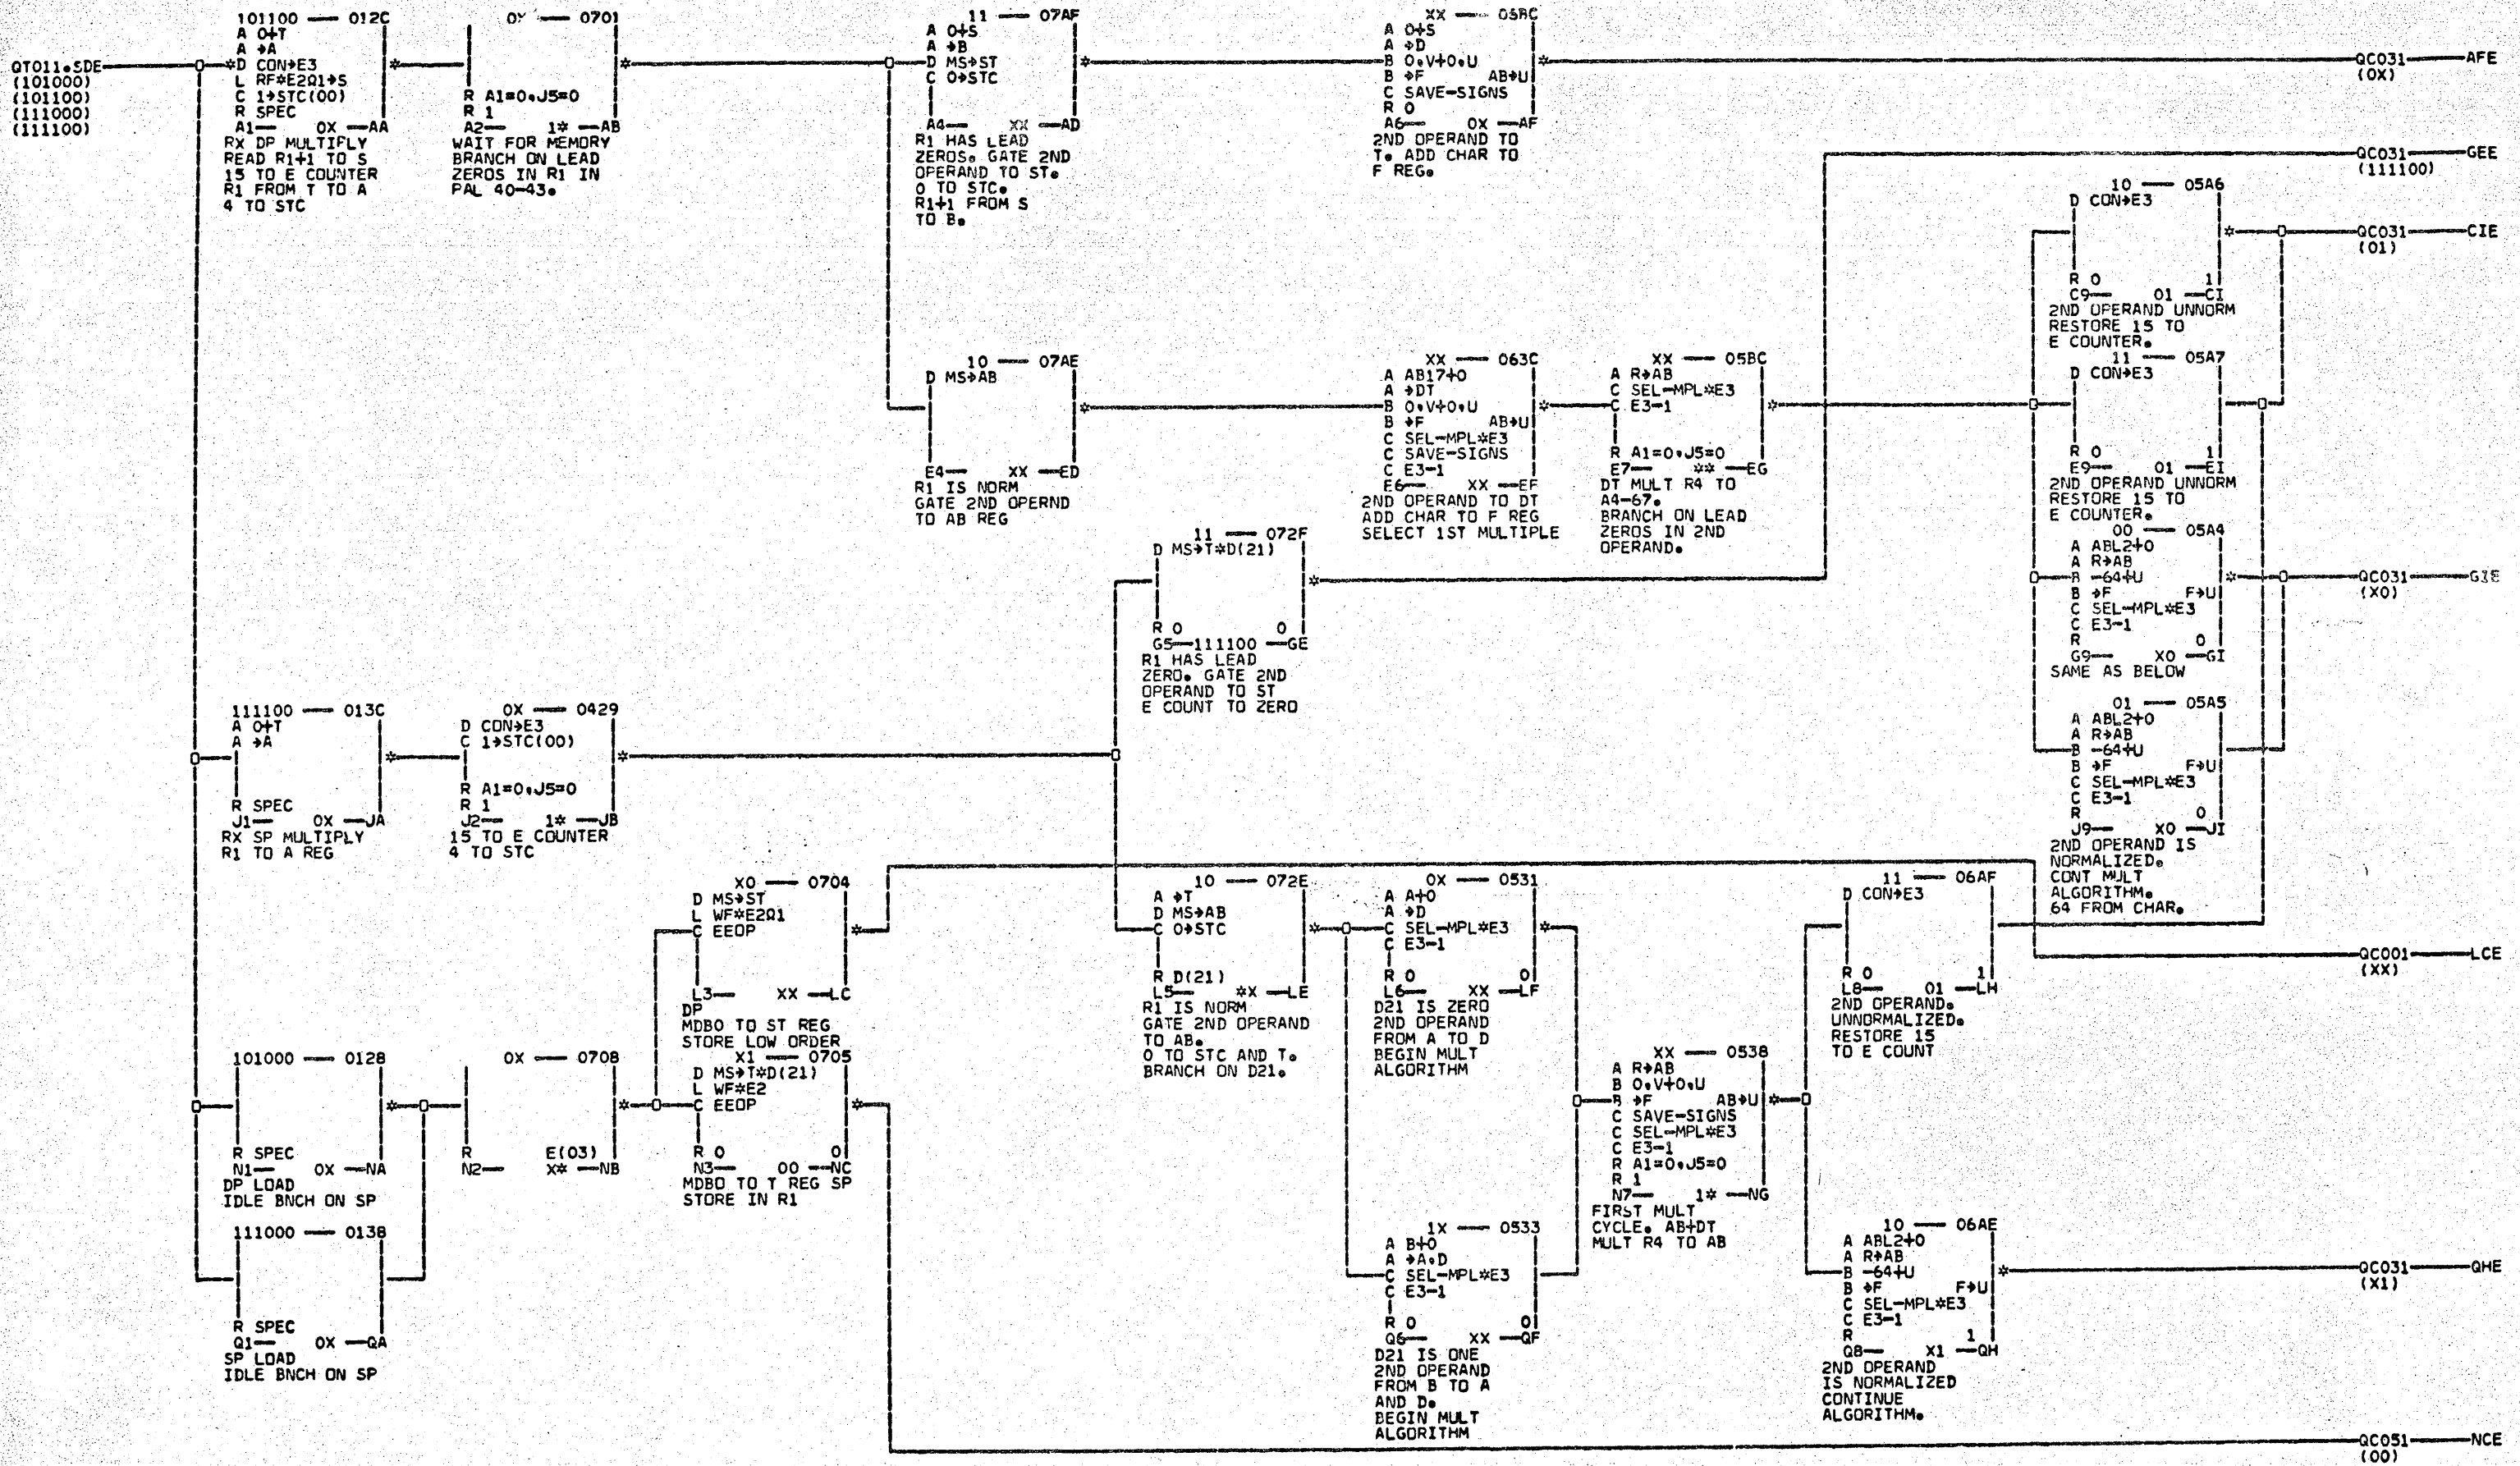 QT011.SDE
(101000)
(101100)
(111000)
(111100)
101100 — 012C
A 0+T
A →A
D CON→E3
L RF*E2Ω1→S
C 1→STC(00)
R SPEC
A1— 0X —AA
RX DP MULTIPLY
READ R1+1 TO S
15 TO E COUNTER
R1 FROM T TO A
4 TO STC
— 0701
R A1=0,J5=0
R 1
A2— 1* —AB
WAIT FOR MEMORY
BRANCH ON LEAD
ZEROS IN R1 IN
PAL 40-43.
11 — 07AF
A 0+S
A →B
D MS→ST
C 0→STC
A4— XX —AD
R1 HAS LEAD
ZEROS. GATE 2ND
OPERAND TO ST.
0 TO STC.
R1+1 FROM S
TO B.
XX — 05BC
A 0+S
A →D
B 0.V+0.U
B →F AB→U
C SAVE-SIGNS
R 0
A6— 0X —AF
2ND OPERAND TO
T. ADD CHAR TO
F REG.
QC031 — AFE
(0X)
QC031 — GEE
(111100)
10 — 05A6
D CON→E3
R 0 1
C9— 01 —CI
2ND OPERAND UNNORM
RESTORE 15 TO
E COUNTER.
QC031 — CIE
(01)
10 — 07AE
D MS→AB
E4— XX —ED
R1 IS NORM
GATE 2ND OPERND
TO AB REG
XX — 063C
A AB17+0
A →DT
B 0.V+0.U
B →F AB→U
C SEL-MPL*E3
C SAVE-SIGNS
C E3-1
E6— XX —EF
2ND OPERAND TO DT
ADD CHAR TO F REG
SELECT 1ST MULTIPLE
XX — 05BC
A R→AB
C SEL-MPL*E3
C E3-1
R A1=0,J5=0
E7— ** —EG
DT MULT R4 TO
A4-67.
BRANCH ON LEAD
ZEROS IN 2ND
OPERAND.
11 — 05A7
D CON→E3
R 0 1
E9— 01 —EI
2ND OPERAND UNNORM
RESTORE 15 TO
E COUNTER.
11 — 072F
D MS→T*D(21)
R 0 0
G5—111100 —GE
R1 HAS LEAD
ZERO. GATE 2ND
OPERAND TO ST
E COUNT TO ZERO
00 — 05A4
A ABL2+0
A R→AB
B -64+U
B →F F→U
C SEL-MPL*E3
C E3-1
R 0
G9— X0 —GI
SAME AS BELOW
QC031 — GIE
(X0)
111100 — 013C
A 0+T
A →A
R SPEC
J1— 0X —JA
RX SP MULTIPLY
R1 TO A REG
0X — 0429
D CON→E3
C 1→STC(00)
R A1=0,J5=0
R 1
J2— 1* —JB
15 TO E COUNTER
4 TO STC
01 — 05A5
A ABL2+0
A R→AB
B -64+U
B →F F→U
C SEL-MPL*E3
C E3-1
R 0
J9— X0 —JI
2ND OPERAND IS
NORMALIZED.
CONT MULT
ALGORITHM.
64 FROM CHAR.
X0 — 0704
D MS→ST
L WF*E2Ω1
C EEOP
L3— XX —LC
DP
MDBO TO ST REG
STORE LOW ORDER
10 — 072E
A →T
D MS→AB
C 0→STC
R D(21)
L5— *X —LE
R1 IS NORM
GATE 2ND OPERAND
TO AB.
0 TO STC AND T.
BRANCH ON D21.
0X — 0531
A A+0
A →D
C SEL-MPL*E3
C E3-1
R 0 0
L6— XX —LF
D21 IS ZERO
2ND OPERAND
FROM A TO D
BEGIN MULT
ALGORITHM
11 — 06AF
D CON→E3
R 0 1
L8— 01 —LH
2ND OPERAND.
UNNORMALIZED.
RESTORE 15
TO E COUNT
QC001 — LCE
(XX)
101000 — 0128
R SPEC
N1— 0X —NA
DP LOAD
IDLE BNCH ON SP
0X — 0708
R E(03)
N2— X* —NB
X1 — 0705
D MS→T*D(21)
L WF*E2
C EEOP
R 0 0
N3— 00 —NC
MDBO TO T REG SP
STORE IN R1
XX — 0538
A R→AB
B 0.V+0.U
B →F AB→U
C SAVE-SIGNS
C SEL-MPL*E3
C E3-1
R A1=0,J5=0
R 1
N7— 1* —NG
FIRST MULT
CYCLE. AB+DT
MULT R4 TO AB
111000 — 0138
R SPEC
Q1— 0X —QA
SP LOAD
IDLE BNCH ON SP
1X — 0533
A B+0
A →A.D
C SEL-MPL*E3
C E3-1
R 0 0
Q6— XX —QF
D21 IS ONE
2ND OPERAND
FROM B TO A
AND D.
BEGIN MULT
ALGORITHM
10 — 06AE
A ABL2+0
A R→AB
B -64+U
B →F F→U
C SEL-MPL*E3
C E3-1
R 1
Q8— X1 —QH
2ND OPERAND
IS NORMALIZED
CONTINUE
ALGORITHM.
QC031 — QHE
(X1)
QC051 — NCE
(00)